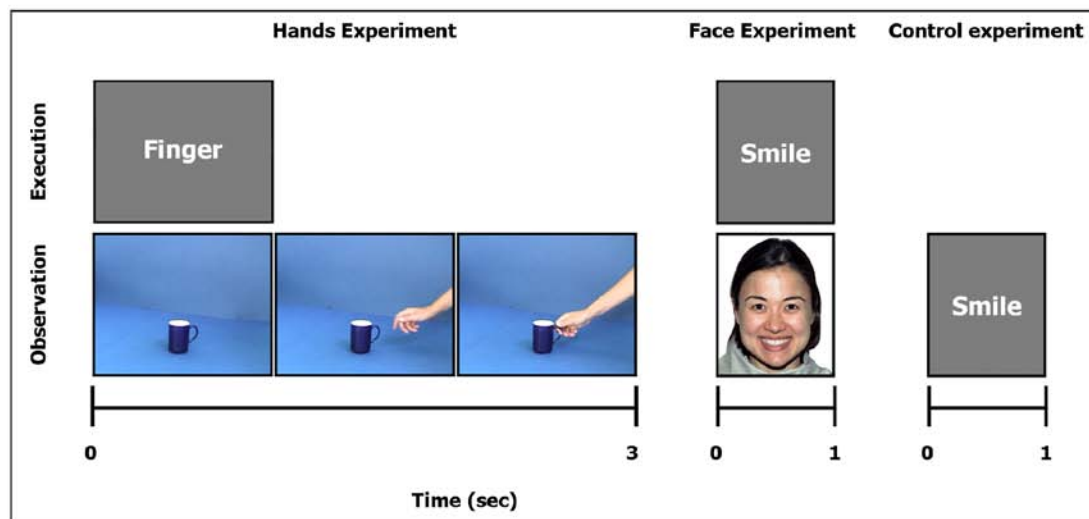 Hands Experiment
Face Experiment
Control experiment
Execution
Finger
Smile
Observation
Smile
0
3
0
1
0
1
Time (sec)